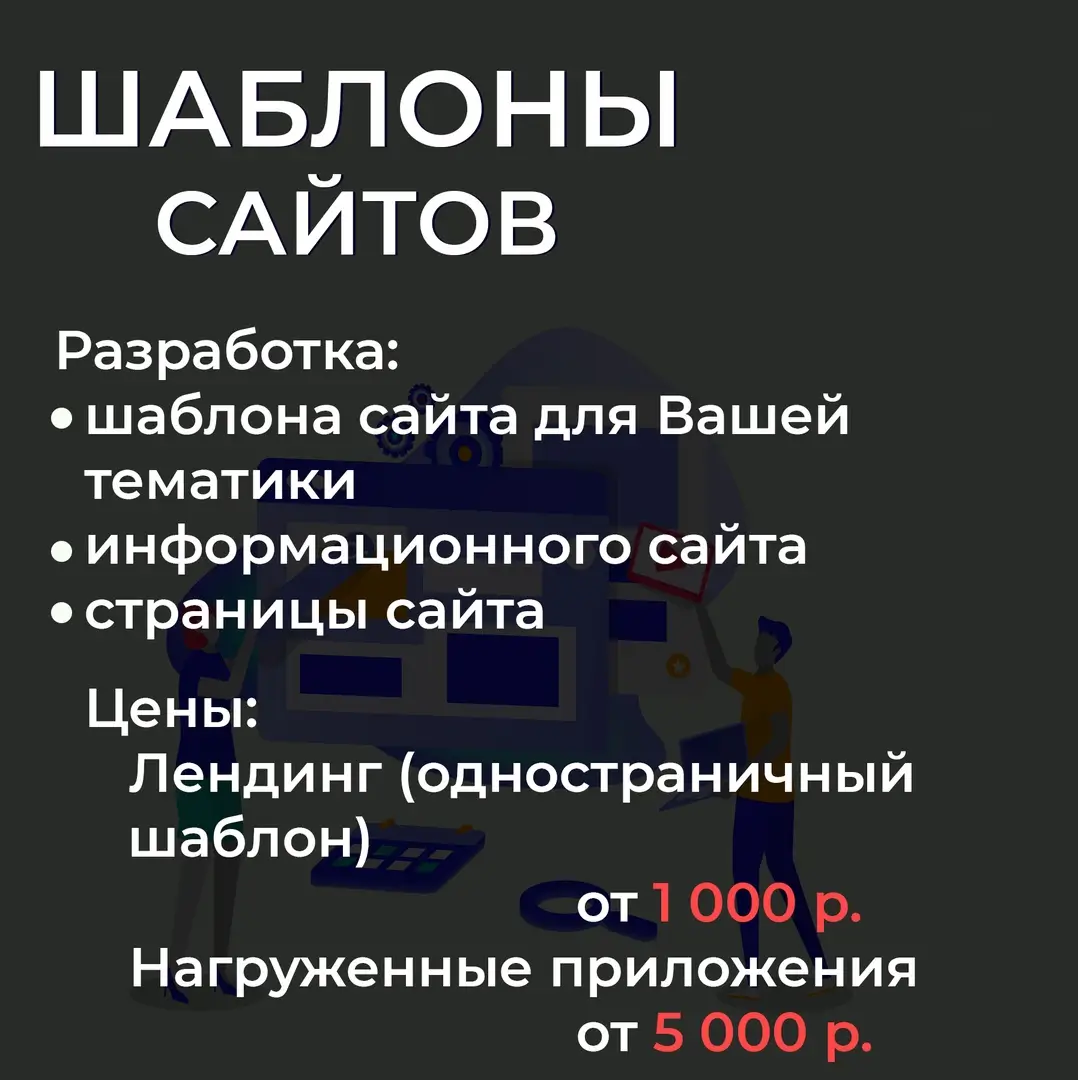 ШАБЛОНЫ
САЙТОВ
Разработка:
• шаблона сайта для Вашей
тематики
• информационного сайта
• страницы сайта
Цены:
Лендинг (одностраничный
шаблон)
от 1 000 р.
Нагруженные приложения
от 5 000 р.